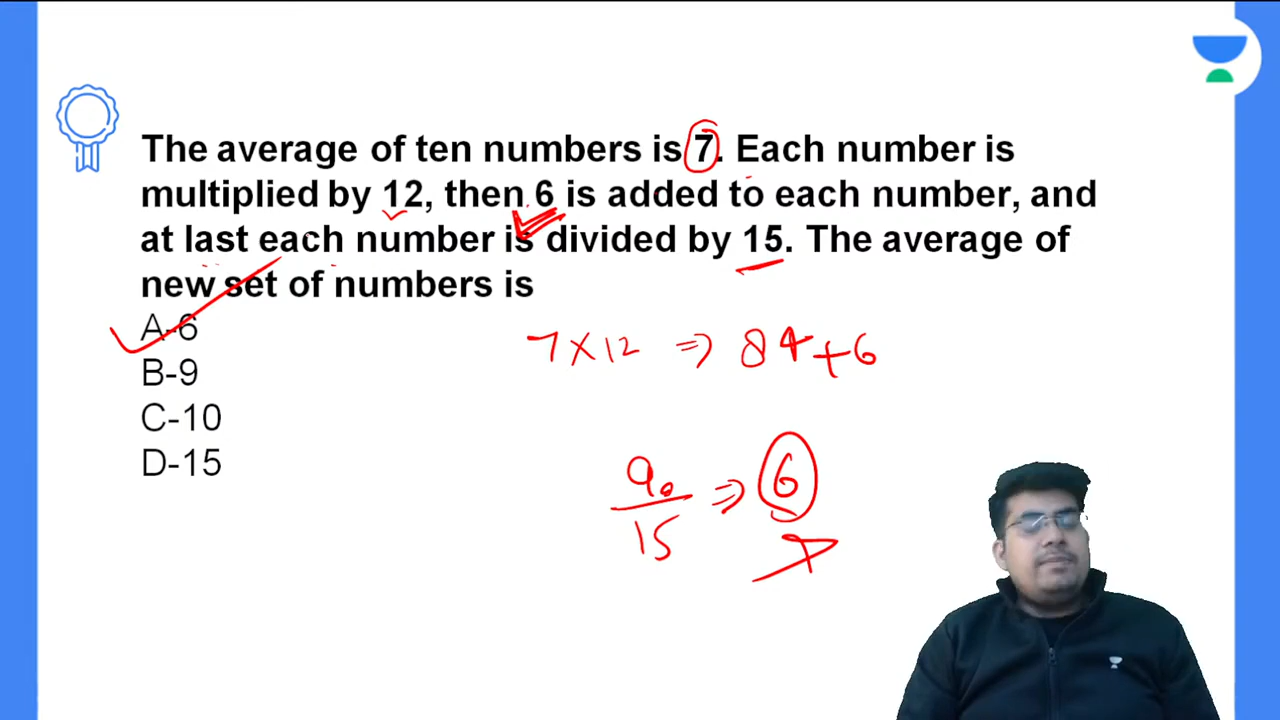 The average of ten numbers is 7. Each number is
multiplied by 12, then 6 is added to each number, and
at last each number is divided by 15. The average of
new set of numbers is
A-6
B-9
C-10
D-15
7 × 12 ⇒ 84 + 6
90
15 ⇒ 6